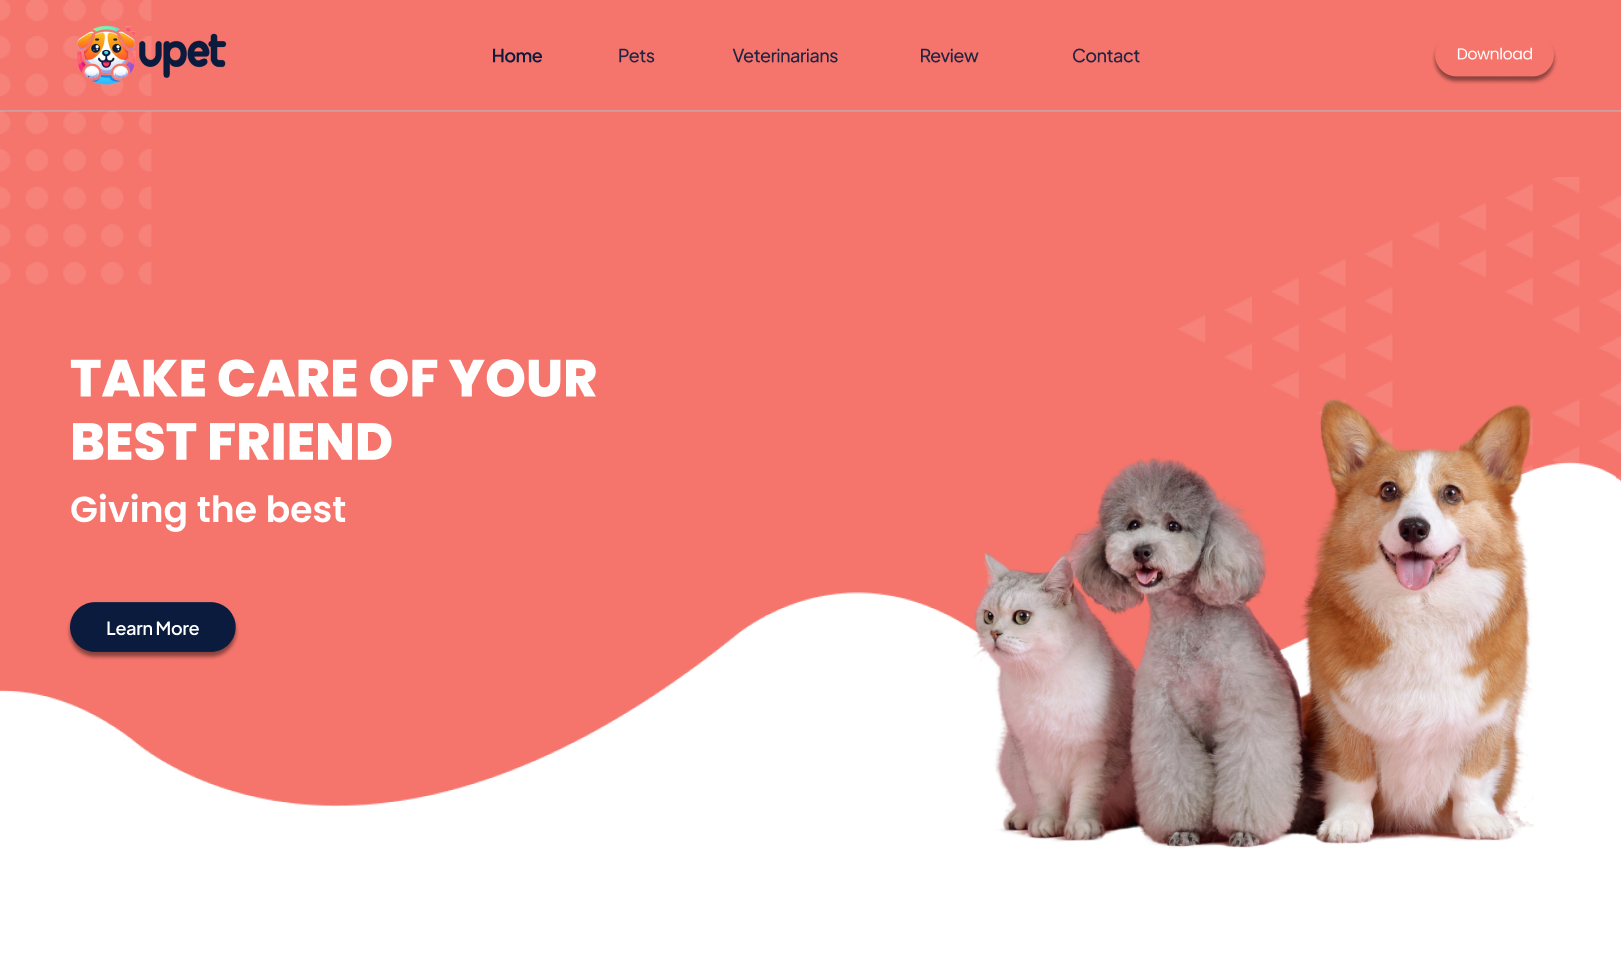 upet
Home
Pets
Veterinarians
Review
Contact
Download
TAKE CARE OF YOUR
BEST FRIEND
Giving the best
Learn More